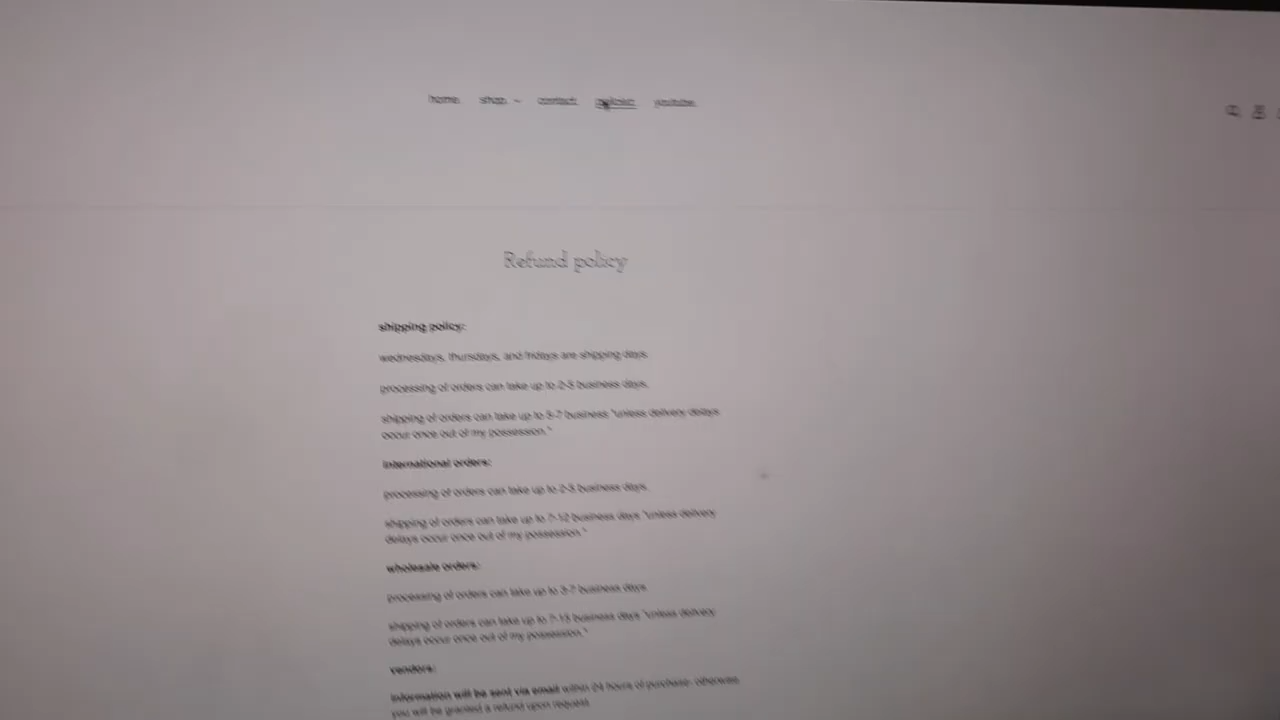 home shop contact policies youtube
Refund policy
shipping policy:
wednesdays, thursdays, and fridays are shipping days.
processing of orders can take up to 2-5 business days.
shipping of orders can take up to 5-7 business "unless delivery delays
occur once out of my possession."
international orders:
processing of orders can take up to 2-5 business days.
shipping of orders can take up to 7-12 business days "unless delivery
delays occur once out of my possession."
wholesale orders:
processing of orders can take up to 3-7 business days.
shipping of orders can take up to 7-15 business days "unless delivery
delays occur once out of my possession."
vendors:
information will be sent via email within 24 hours of purchase- otherwise,
you will be granted a refund upon request.